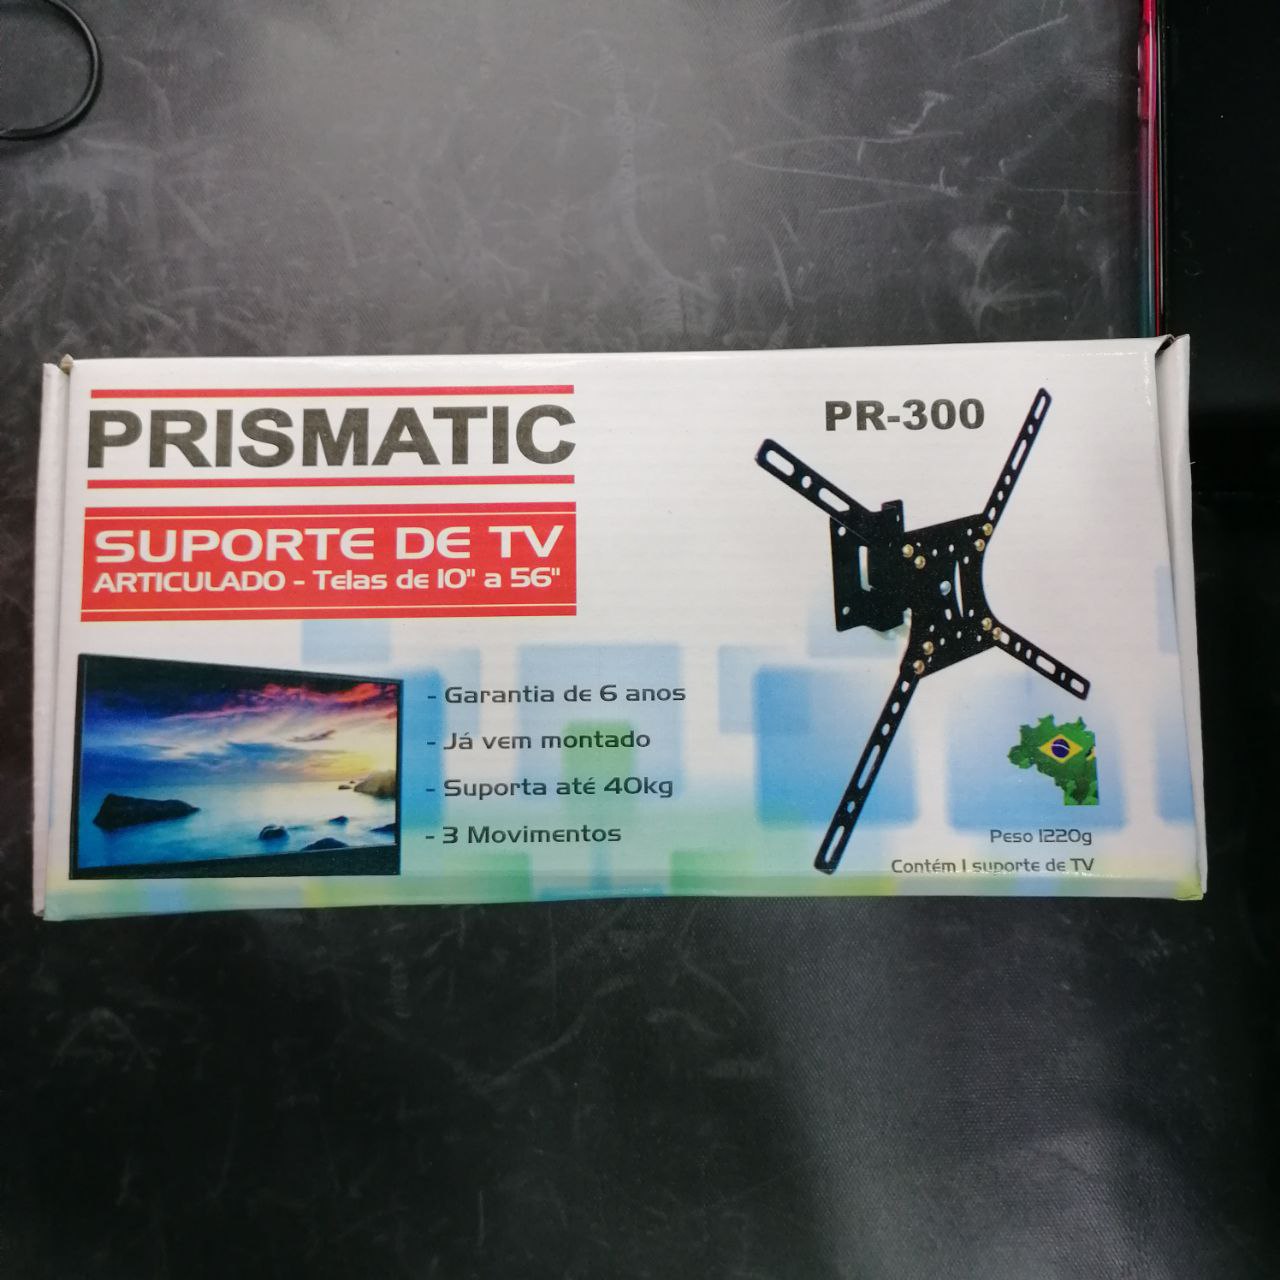 PRISMATIC
SUPORTE DE TV
ARTICULADO - Telas de 10" a 56"
PR-300
- Garantia de 6 anos
- Já vem montado
- Suporta até 40kg
- 3 Movimentos
Peso 1220g
Contém 1 suporte de TV